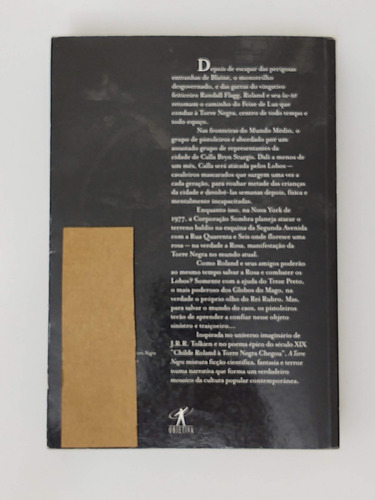 Depois de escapar das perigosas
entranhas de Blaine, o monotrilho
desgovernado, e das garras do vingativo
feiticeiro Randall Flagg, Roland e seu ka-tet
retomam o caminho do Feixe de Luz que
conduz à Torre Negra, centro de todo tempo e
todo espaço.
Nas fronteiras do Mundo Médio, o
grupo de pistoleiros é abordado por um
assustado grupo de representantes da
cidade de Calla Bryn Sturgis. Dali a menos de
um mês, Calla será atacada pelos Lobos —
cavaleiros mascarados que surgem uma vez a
cada geração, para roubar metade das crianças
da cidade e devolvê-las semanas depois, física e
mentalmente incapacitadas.
Enquanto isso, na Nova York de
1977, a Corporação Sombra planeja atacar o
terreno baldio na esquina da Segunda Avenida
com a Rua Quarenta e Seis onde floresce uma
rosa — na verdade a Rosa, manifestação da
Torre Negra no mundo atual.
Como Roland e seus amigos poderão
ao mesmo tempo salvar a Rosa e combater os
Lobos? Somente com a ajuda do Treze Preto,
o mais poderoso dos Globos do Mago, na
verdade o próprio olho do Rei Rubro. Mas,
para salvar o mundo do caos, os pistoleiros
terão de aprender a confiar nesse objeto
sinistro e traiçoeiro...
Inspirada no universo imaginário de
J.R.R. Tolkien e no poema épico do século XIX
"Childe Roland à Torre Negra Chegou", A Torre
Negra mistura ficção científica, fantasia e terror
numa narrativa que forma um verdadeiro
mosaico da cultura popular contemporânea.
Negra
OBJETIVA